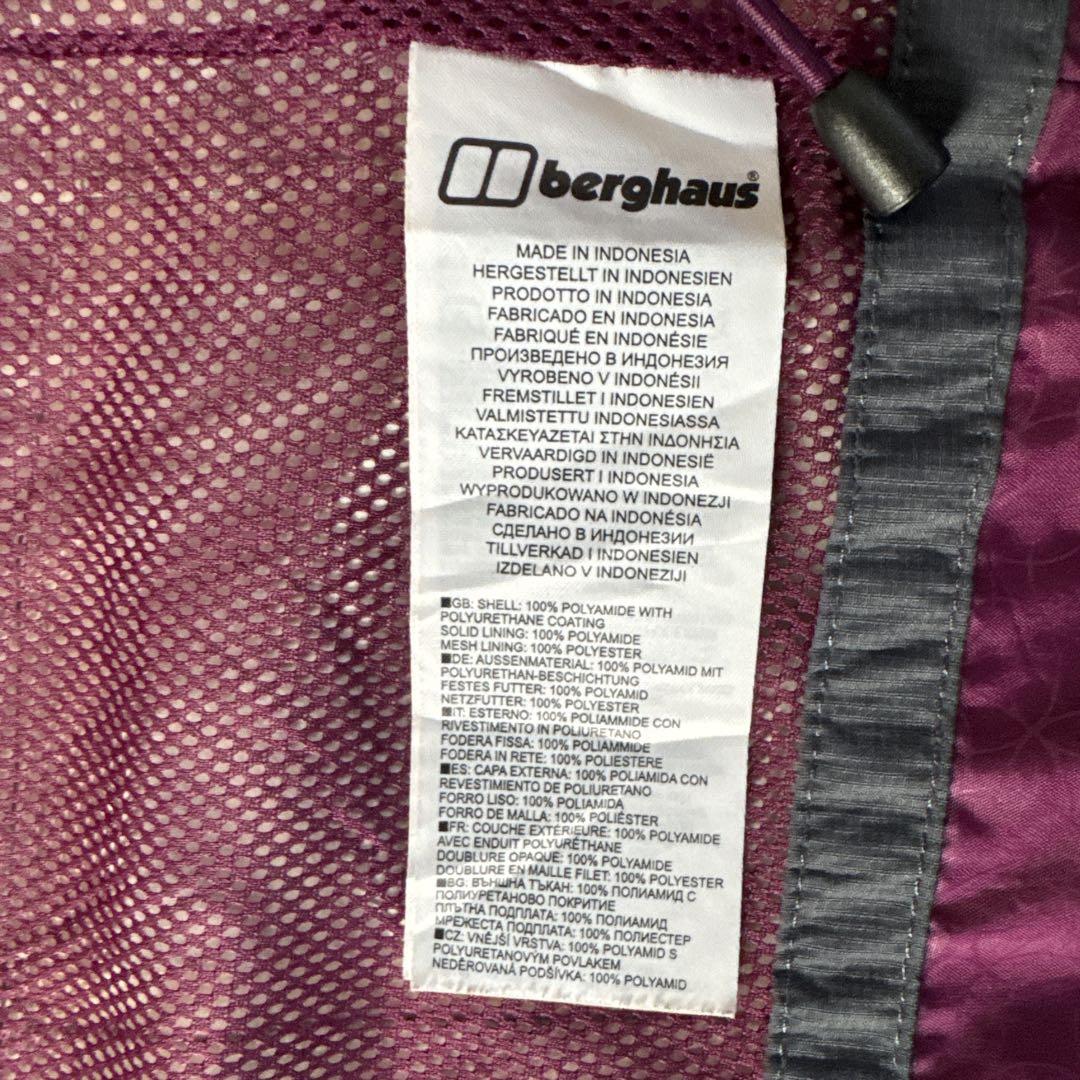 berghaus®
MADE IN INDONESIA
HERGESTELLT IN INDONESIEN
PRODOTTO IN INDONESIA
FABRICADO EN INDONESIA
FABRIQUÉ EN INDONÉSIE
ПРОИЗВЕДЕНО В ИНДОНЕЗИЯ
VYROBENO V INDONÉSII
FREMSTILLET I INDONESIEN
VALMISTETTU INDONESIASSA
ΚΑΤΑΣΚΕΥΑΖΕΤΑΙ ΣΤΗΝ ΙΝΔΟΝΗΣΙΑ
VERVAARDIGD IN INDONESIË
PRODUSERT I INDONESIA
WYPRODUKOWANO W INDONEZJI
FABRICADO NA INDONÉSIA
СДЕЛАНО В ИНДОНЕЗИИ
TILLVERKAD I INDONESIEN
IZDELANO V INDONEZIJI
■GB: SHELL: 100% POLYAMIDE WITH
POLYURETHANE COATING
SOLID LINING: 100% POLYAMIDE
MESH LINING: 100% POLYESTER
■DE: AUSSENMATERIAL: 100% POLYAMID MIT
POLYURETHAN-BESCHICHTUNG
FESTES FUTTER: 100% POLYAMID
NETZFUTTER: 100% POLYESTER
■IT: ESTERNO: 100% POLIAMMIDE CON
RIVESTIMENTO IN POLIURETANO
FODERA FISSA: 100% POLIAMMIDE
FODERA IN RETE: 100% POLIESTERE
■ES: CAPA EXTERNA: 100% POLIAMIDA CON
REVESTIMIENTO DE POLIURETANO
FORRO LISO: 100% POLIAMIDA
FORRO DE MALLA: 100% POLIÉSTER
■FR: COUCHE EXTÉRIEURE: 100% POLYAMIDE
AVEC ENDUIT POLYURÉTHANE
DOUBLURE OPAQUE: 100% POLYAMIDE
DOUBLURE EN MAILLE FILET: 100% POLYESTER
■BG: ВЪНШНА ТЪКАН: 100% ПОЛИАМИД С
ПОЛИУРЕТАНОВО ПОКРИТИЕ
ПЛЪТНА ПОДПЛАТА: 100% ПОЛИАМИД
МРЕЖЕСТА ПОДПЛАТА: 100% ПОЛИЕСТЕР
■CZ: VNĚJŠÍ VRSTVA: 100% POLYAMID S
POLYURETANOVÝM POVLAKEM
NEDĚROVANÁ PODŠÍVKA: 100% POLYAMID